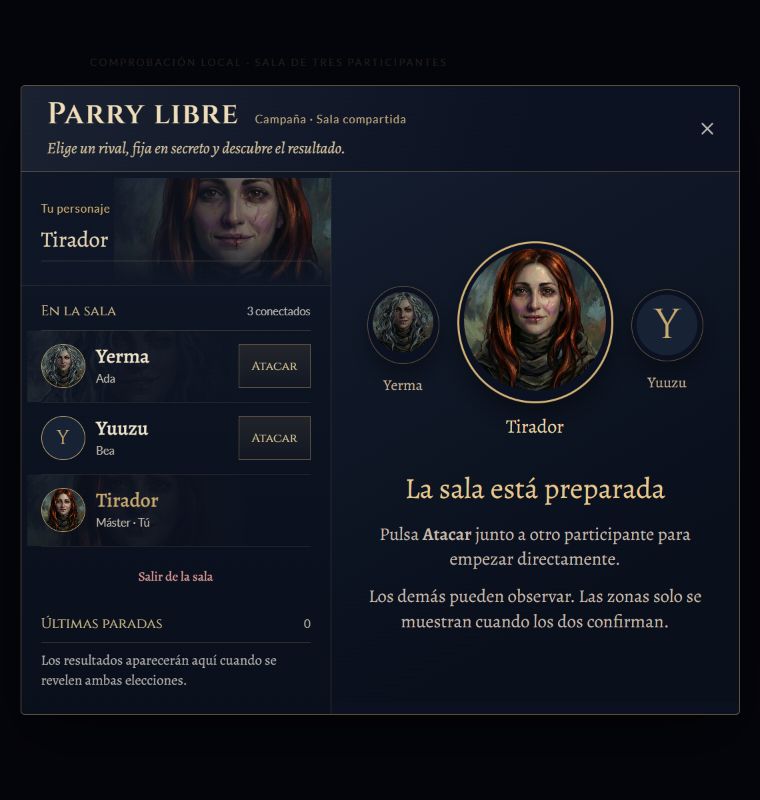 COMPROBACIÓN LOCAL · SALA DE TRES PARTICIPANTES
PARRY LIBRE Campaña · Sala compartida
Elige un rival, fija en secreto y descubre el resultado.
×
Tu personaje
Tirador
EN LA SALA 3 conectados
Yerma
Ada
ATACAR
Y
Yuuzu
Bea
ATACAR
Tirador
Máster · Tú
Salir de la sala
ÚLTIMAS PARADAS 0
Los resultados aparecerán aquí cuando se
revelen ambas elecciones.
Yerma
Tirador
Y
Yuuzu
La sala está preparada
Pulsa Atacar junto a otro participante para
empezar directamente.
Los demás pueden observar. Las zonas solo se
muestran cuando los dos confirman.